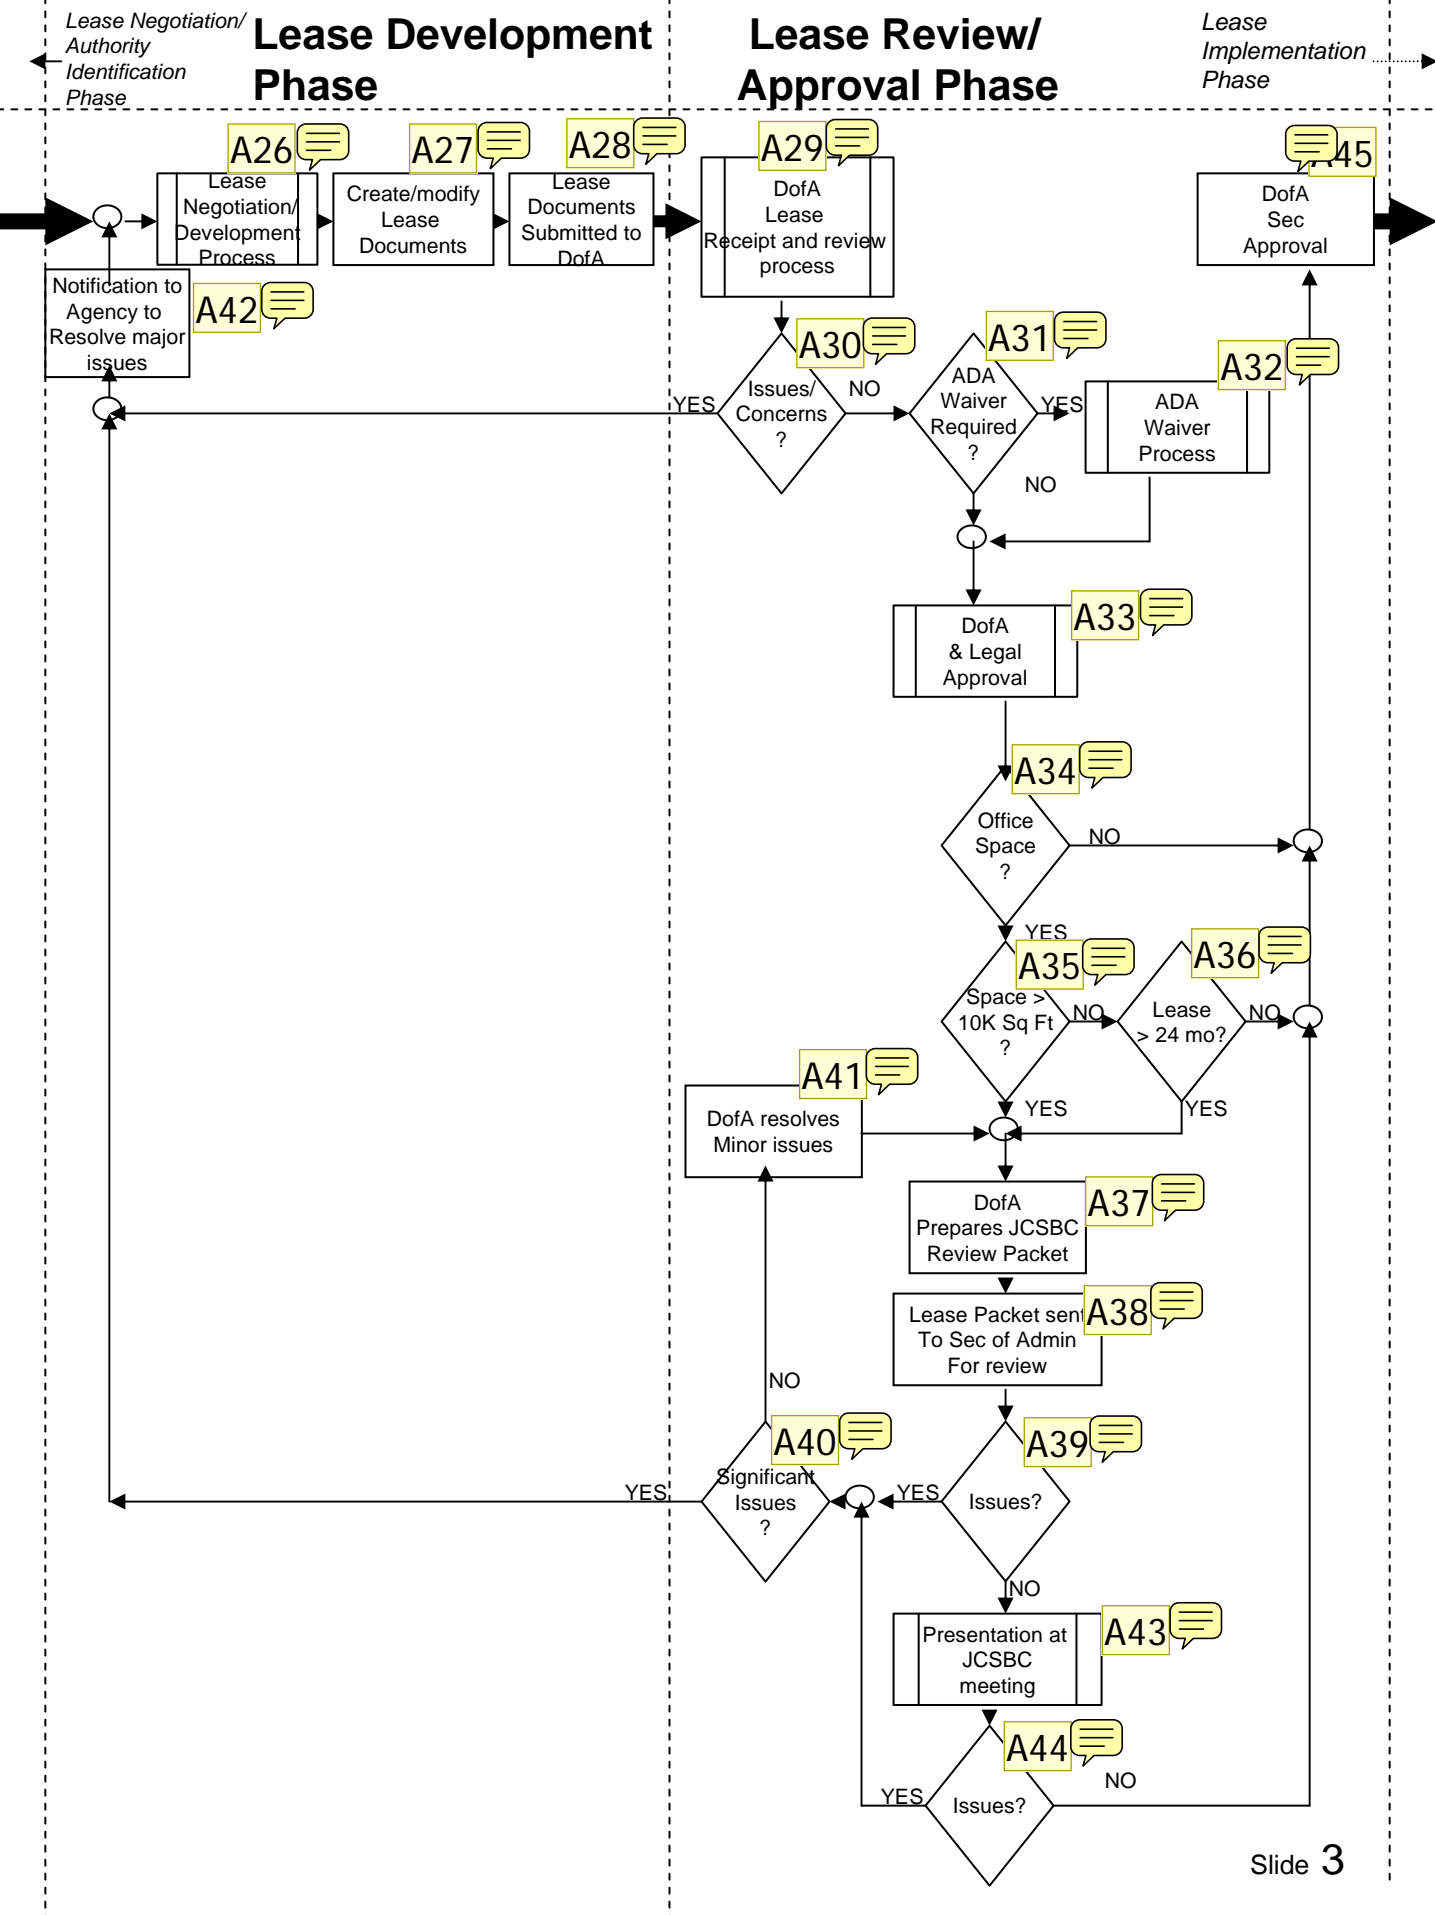 Lease Negotiation/
Authority
Identification
Phase
Lease Development
Phase
Lease Review/
Approval Phase
Lease
Implementation
Phase
A26
Lease
Negotiation/
Development
Process
A27
Create/modify
Lease
Documents
A28
Lease
Documents
Submitted to
DofA
A29
DofA
Lease
Receipt and review
process
A45
DofA
Sec
Approval
Notification to
Agency to
Resolve major
issues
A42
A30
Issues/
Concerns
?
YES
NO
A31
ADA
Waiver
Required
?
YES
NO
A32
ADA
Waiver
Process
A33
DofA
& Legal
Approval
A34
Office
Space
?
NO
YES
A35
Space >
10K Sq Ft
?
NO
YES
A36
Lease
> 24 mo?
NO
YES
A41
DofA resolves
Minor issues
A37
DofA
Prepares JCSBC
Review Packet
A38
Lease Packet sent
To Sec of Admin
For review
NO
A40
Significant
Issues
?
YES
A39
Issues?
YES
NO
A43
Presentation at
JCSBC
meeting
A44
Issues?
YES
NO
Slide 3